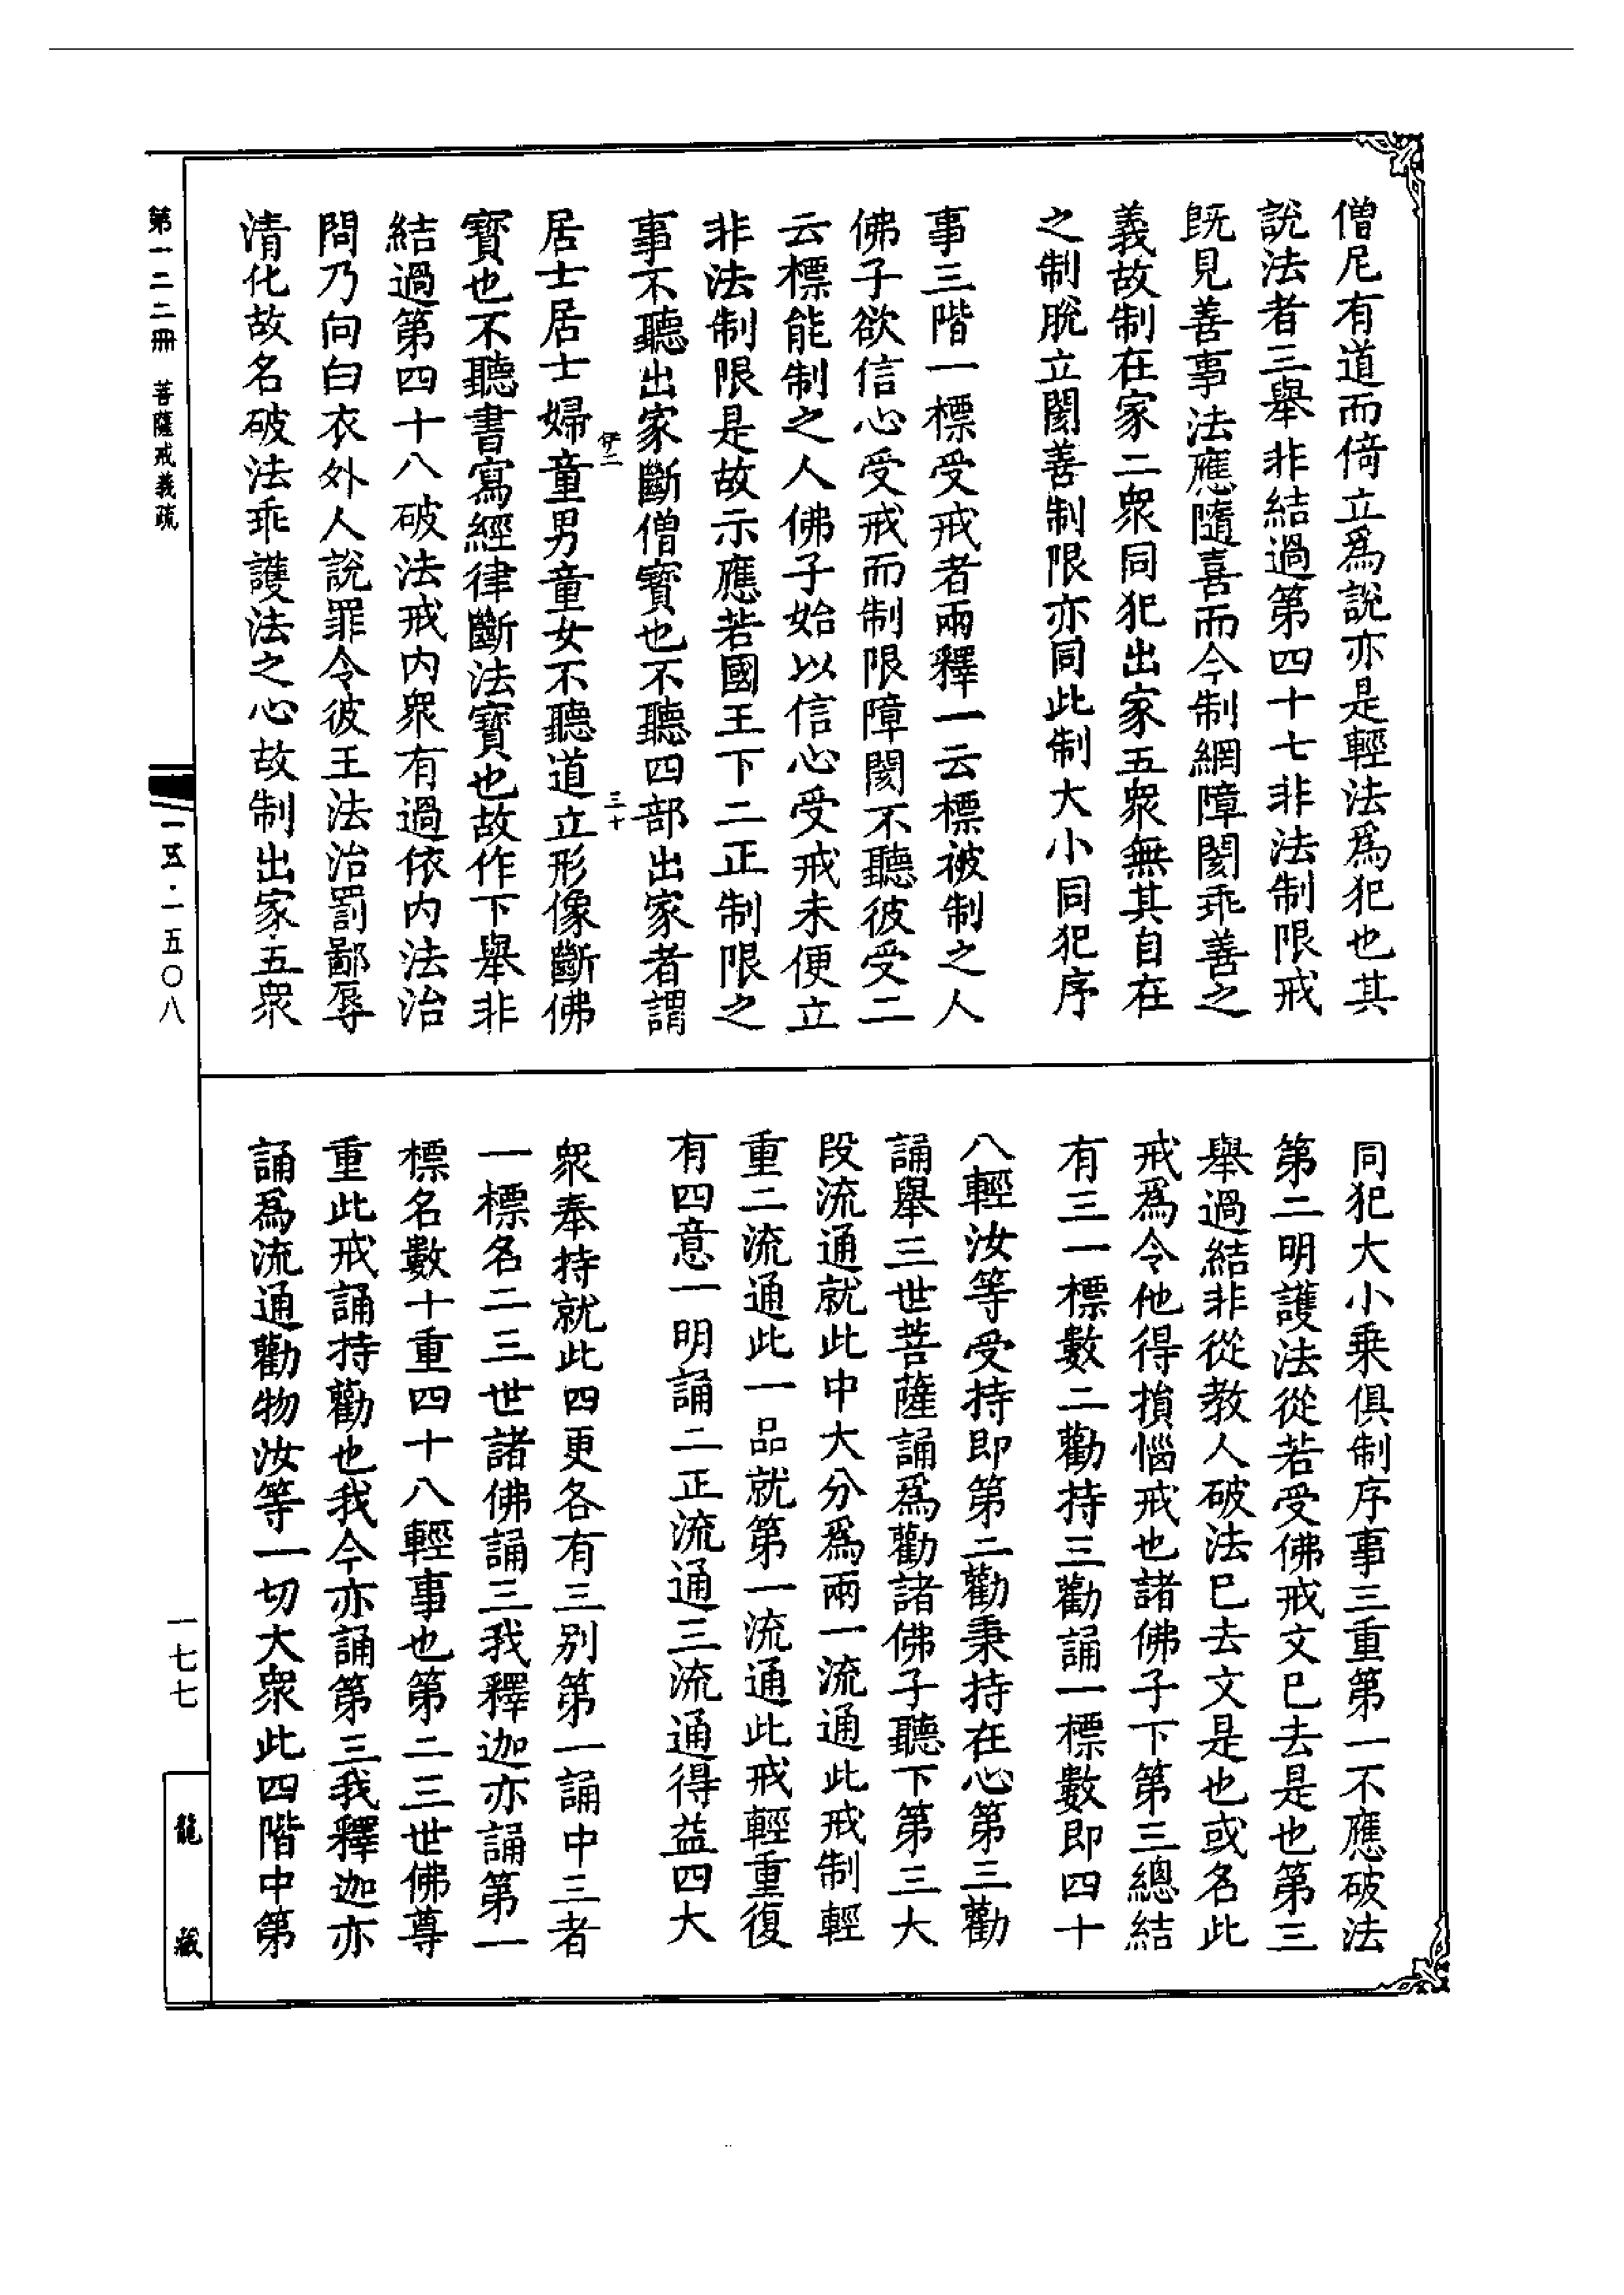 僧尼有道而倚立爲說亦是輕法爲犯也其
說法者三舉非結過第四十七非法制限戒
旣見善事法應隨喜而今制網障閡乖善之
義故制在家二衆同犯出家五衆無其自在
之制脫立閡善制限亦同此制大小同犯序
事三階一標受戒者兩釋一云標被制之人
佛子欲信心受戒而制限障閡不聽彼受二
云標能制之人佛子始以信心受戒未便立
非法制限是故示應若國王下二正制限之
事不聽出家斷僧寶也不聽四部出家者謂
伊二
三十
居士居士婦童男童女不聽道立形像斷佛
寶也不聽書寫經律斷法寶也故作下舉非
結過第四十八破法戒内衆有過依内法治
問乃向白衣外人說罪令彼王法治罰鄙辱
清化故名破法乖護法之心故制出家五衆
同犯大小乗俱制序事三重第一不應破法
第二明護法從若受佛戒文巳去是也第三
舉過結非從教人破法巳去文是也或名此
戒爲令他得損惱戒也諸佛子下第三總結
有三一標數二勸持三勸誦一標數即四十
八輕汝等受持即第二勸秉持在心第三勸
誦舉三世菩薩誦爲勸諸佛子聽下第三大
段流通就此中大分爲兩一流通此戒制輕
重二流通此一品就第一流通此戒輕重復
有四意一明誦二正流通三流通得益四大
衆奉持就此四更各有三别第一誦中三者
一標名二三世諸佛誦三我釋迦亦誦第一
標名數十重四十八輕事也第二三世佛尊
重此戒誦持勸也我今亦誦第三我釋迦亦
誦爲流通勸物汝等一切大衆此四階中第
第一二二冊 菩薩戒義疏
一五·一五〇八
一七七
龍藏